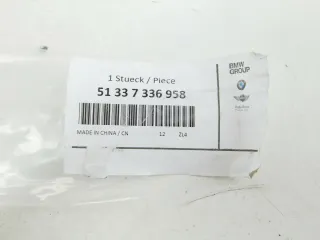 1 Stueck / Piece
51 33 7 336 958
MADE IN CHINA / CN 12 ZL4
BMW
GROUP